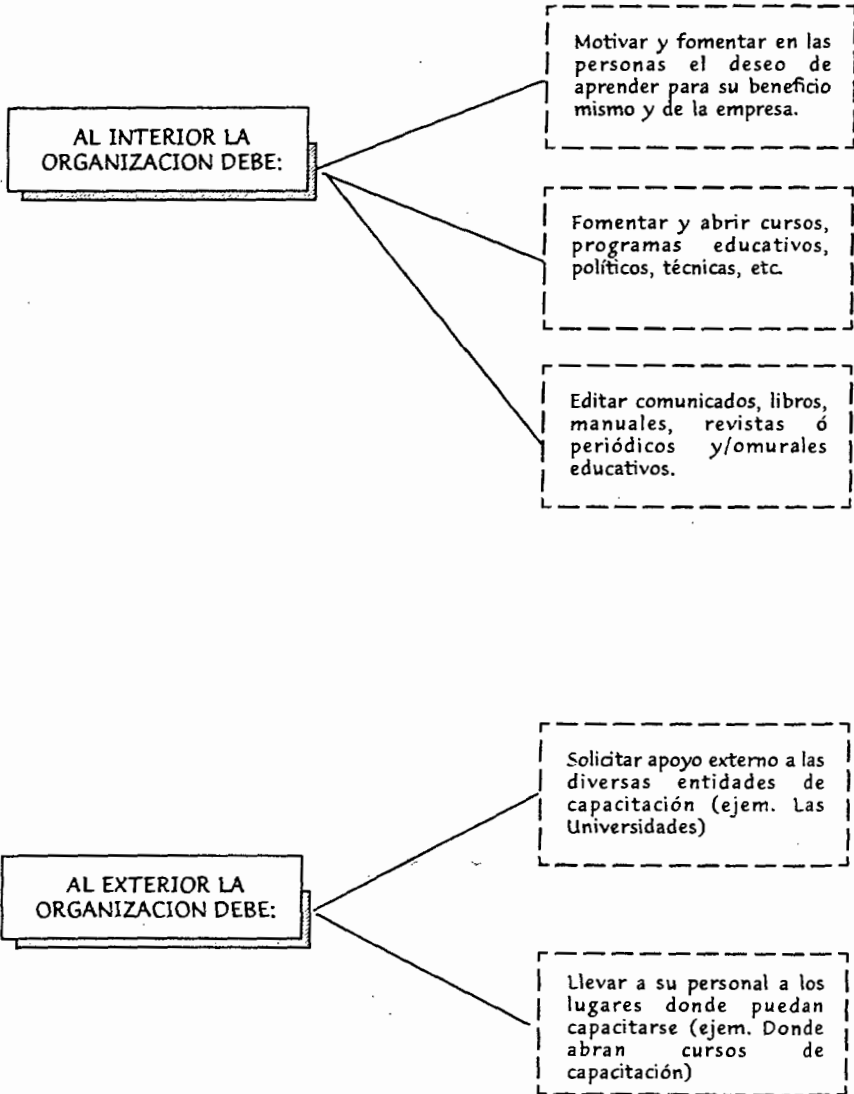 AL INTERIOR LA
ORGANIZACION DEBE:
Motivar y fomentar en las
personas el deseo de
aprender para su beneficio
mismo y de la empresa.
Fomentar y abrir cursos,
programas educativos,
políticos, técnicas, etc.
Editar comunicados, libros,
manuales, revistas ó
periódicos y/omurales
educativos.
AL EXTERIOR LA
ORGANIZACION DEBE:
Solicitar apoyo externo a las
diversas entidades de
capacitación (ejem. Las
Universidades)
Llevar a su personal a los
lugares donde puedan
capacitarse (ejem. Donde
abran cursos de
capacitación)